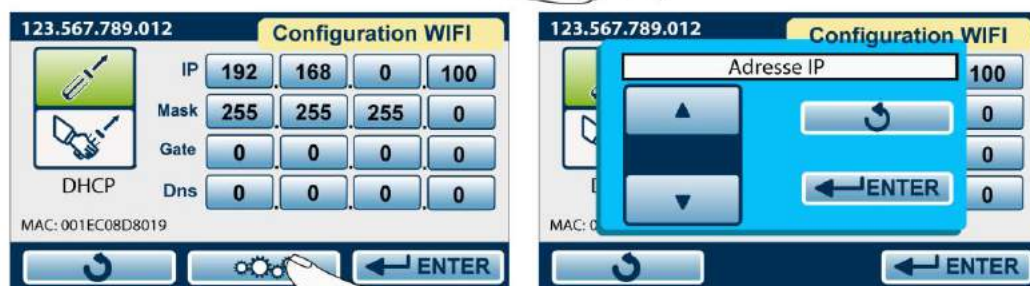 123.567.789.012
Configuration WIFI
IP 192 . 168 . 0 . 100
Mask 255 . 255 . 255 . 0
Gate 0 . 0 . 0 . 0
DHCP
Dns 0 . 0 . 0 . 0
MAC: 001EC08D8019
ENTER
123.567.789.012
Configuration WIFI
Adresse IP
100
0
0
ENTER
0
MAC: 0
ENTER